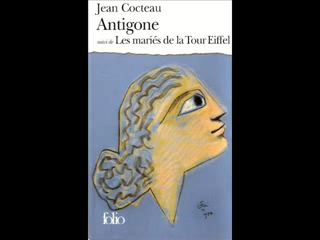 Jean Cocteau
Antigone
suivi de Les mariés de la Tour Eiffel
folio